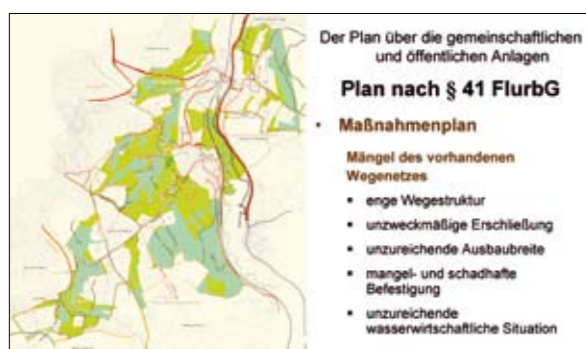 Der Plan über die gemeinschaftlichen
und öffentlichen Anlagen
Plan nach § 41 FlurbG
• Maßnahmenplan
Mängel des vorhandenen
Wegenetzes
▪ enge Wegestruktur
▪ unzweckmäßige Erschließung
▪ unzureichende Ausbaubreite
▪ mangel- und schadhafte
Befestigung
▪ unzureichende
wasserwirtschaftliche Situation